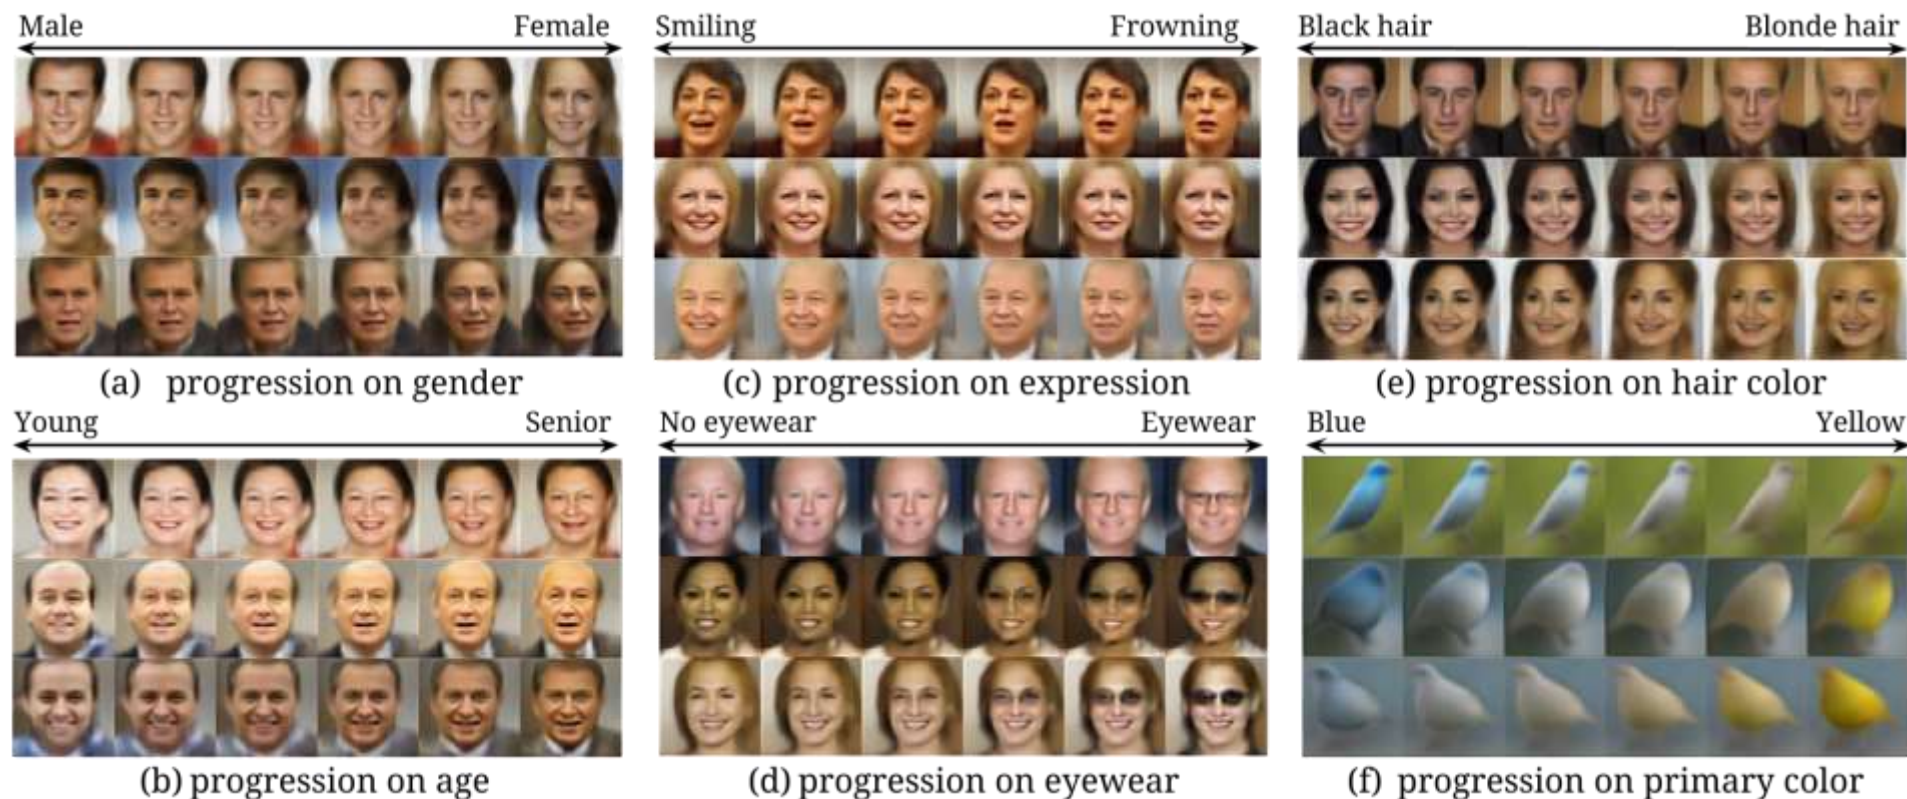 Male Female
Smiling Frowning
Black hair Blonde hair
(a) progression on gender
(c) progression on expression
(e) progression on hair color
Young Senior
No eyewear Eyewear
Blue Yellow
(b) progression on age
(d) progression on eyewear
(f) progression on primary color